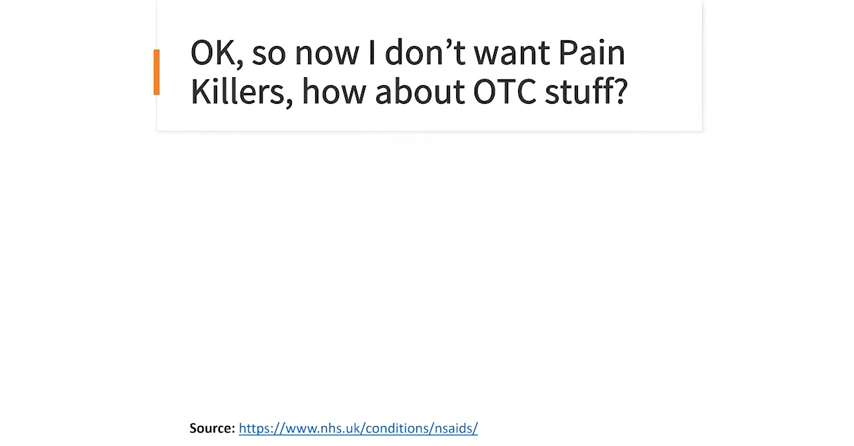 OK, so now I don’t want Pain
Killers, how about OTC stuff?
Source: https://www.nhs.uk/conditions/nsaids/